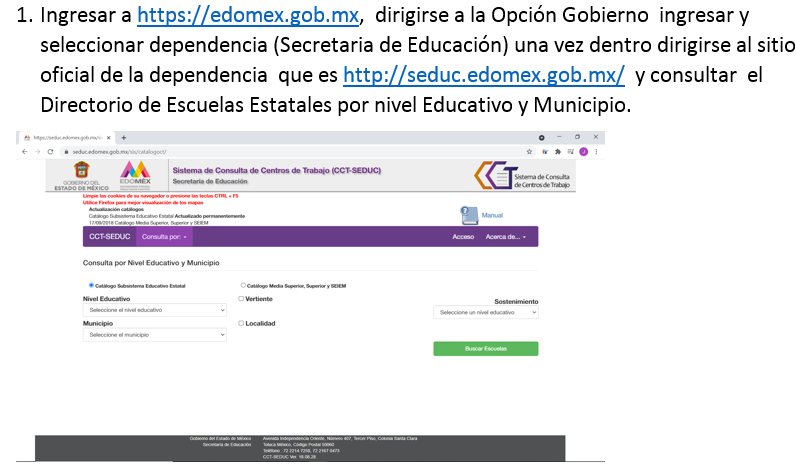 1. Ingresar a https://edomex.gob.mx, dirigirse a la Opción Gobierno ingresar y
seleccionar dependencia (Secretaria de Educación) una vez dentro dirigirse al sitio
oficial de la dependencia que es http://seduc.edomex.gob.mx/ y consultar el
Directorio de Escuelas Estatales por nivel Educativo y Municipio.
https://seduc.edomex.gob.mx/si
seduc.edomex.gob.mx/sis/catalogoct/
GOBIERNO DEL
ESTADO DE MÉXICO
EDOMÉX
Sistema de Consulta de Centros de Trabajo (CCT-SEDUC)
Secretaría de Educación
Sistema de Consulta
de Centros de Trabajo
Limpie las cookies de su navegador o presione las teclas CTRL + F5
Utilice Firefox para mejor visualización de los mapas
Actualización catálogos
Catálogo Subsistema Educativo Estatal Actualizado permanentemente
17/09/2018 Catálogo Media Superior, Superior y SEIEM
Manual
CCT-SEDUC Consulta por: Acceso Acerca de...
Consulta por Nivel Educativo y Municipio
Catálogo Subsistema Educativo Estatal Catálogo Media Superior, Superior y SEIEM
Nivel Educativo Vertiente Sostenimiento
Seleccione el nivel educativo Seleccione un nivel educativo
Municipio Localidad
Seleccione el municipio
Buscar Escuelas
Gobierno del Estado de México Avenida Independencia Oriente, Número 407, Tercer Piso, Colonia Santa Clara
Secretaría de Educación Toluca México, Código Postal 50060
Teléfono : 72 2214 7258, 72 2167 0473
CCT-SEDUC Ver. 18.08.28